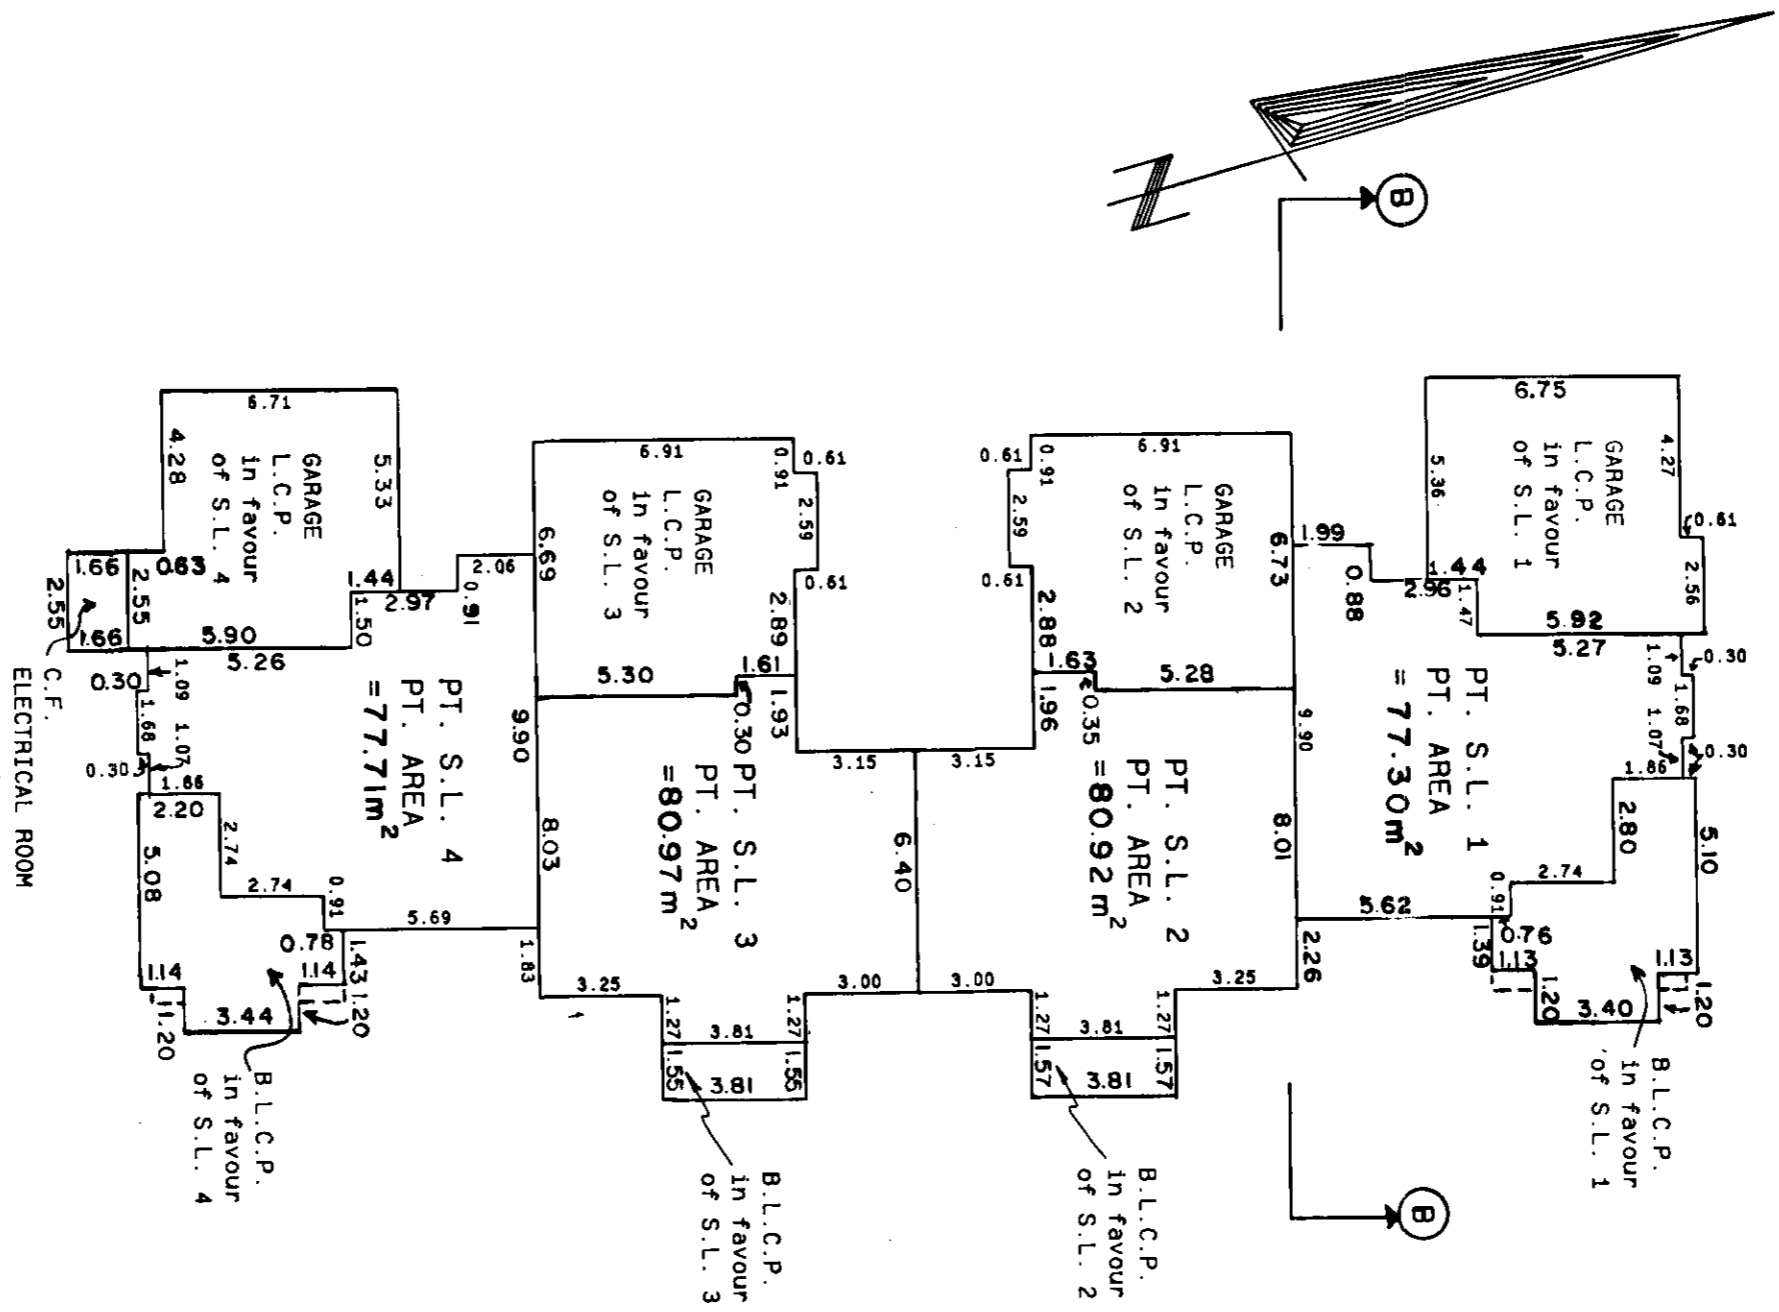 N
B
6.71
4.28
5.33
GARAGE
L.C.P.
in favour
of S.L. 4
1.66
0.63
2.55
2.55
1.66
5.90
5.26
1.44
2.97
1.50
2.06
0.91
C.F.
ELECTRICAL ROOM
0.30
1.09
1.68
1.07
0.30
1.86
2.20
2.74
2.74
0.91
5.08
5.69
0.78
1.43
1.14
1.14
1.20
1.20
3.44
PT. S.L. 4
PT. AREA
=77.71m2
B.L.C.P.
in favour
of S.L. 4
6.91
0.91
0.61
2.59
0.61
6.69
GARAGE
L.C.P.
in favour
of S.L. 3
2.89
1.61
5.30
0.30
1.93
9.90
8.03
3.15
PT. S.L. 3
PT. AREA
=80.97m2
1.83
3.25
3.00
1.27
1.27
3.81
1.55
1.55
3.81
B.L.C.P.
in favour
of S.L. 3
6.91
0.61
0.91
2.59
0.61
GARAGE
L.C.P.
in favour
of S.L. 2
6.73
2.88
1.63
5.28
0.35
1.96
3.15
6.40
9.90
8.01
PT. S.L. 2
PT. AREA
=80.92m2
2.26
3.00
3.25
1.27
1.27
3.81
1.57
1.57
3.81
B.L.C.P.
in favour
of S.L. 2
6.75
4.27
5.36
GARAGE
L.C.P.
in favour
of S.L. 1
0.61
2.56
1.99
0.88
1.44
2.96
1.47
5.92
5.27
1.09
0.30
1.68
1.07
0.30
1.86
2.80
2.74
0.91
5.10
5.62
0.76
1.39
1.13
1.13
1.20
1.20
3.40
PT. S.L. 1
PT. AREA
=77.30m2
B.L.C.P.
in favour
of S.L. 1
B